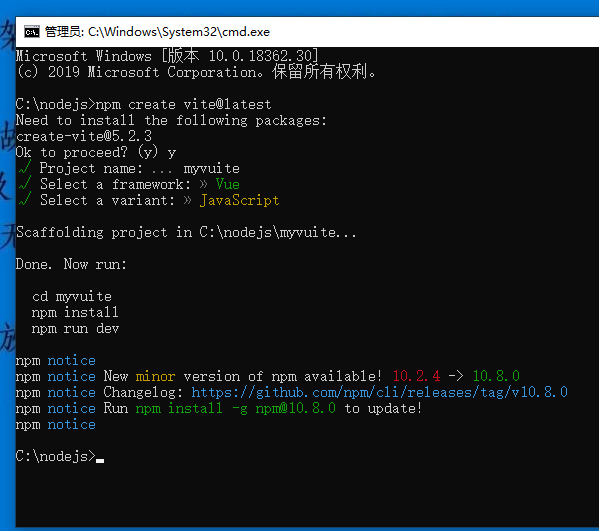 管理员: C:\Windows\System32\cmd.exe
Microsoft Windows [版本 10.0.18362.30]
(c) 2019 Microsoft Corporation。保留所有权利。
C:\nodejs>npm create vite@latest
Need to install the following packages:
create-vite@5.2.3
Ok to proceed? (y) y
√ Project name: ... myvuite
√ Select a framework: » Vue
√ Select a variant: » JavaScript
Scaffolding project in C:\nodejs\myvuite...
Done. Now run:
cd myvuite
npm install
npm run dev
npm notice
npm notice New minor version of npm available! 10.2.4 -> 10.8.0
npm notice Changelog: https://github.com/npm/cli/releases/tag/v10.8.0
npm notice Run npm install -g npm@10.8.0 to update!
npm notice
C:\nodejs>